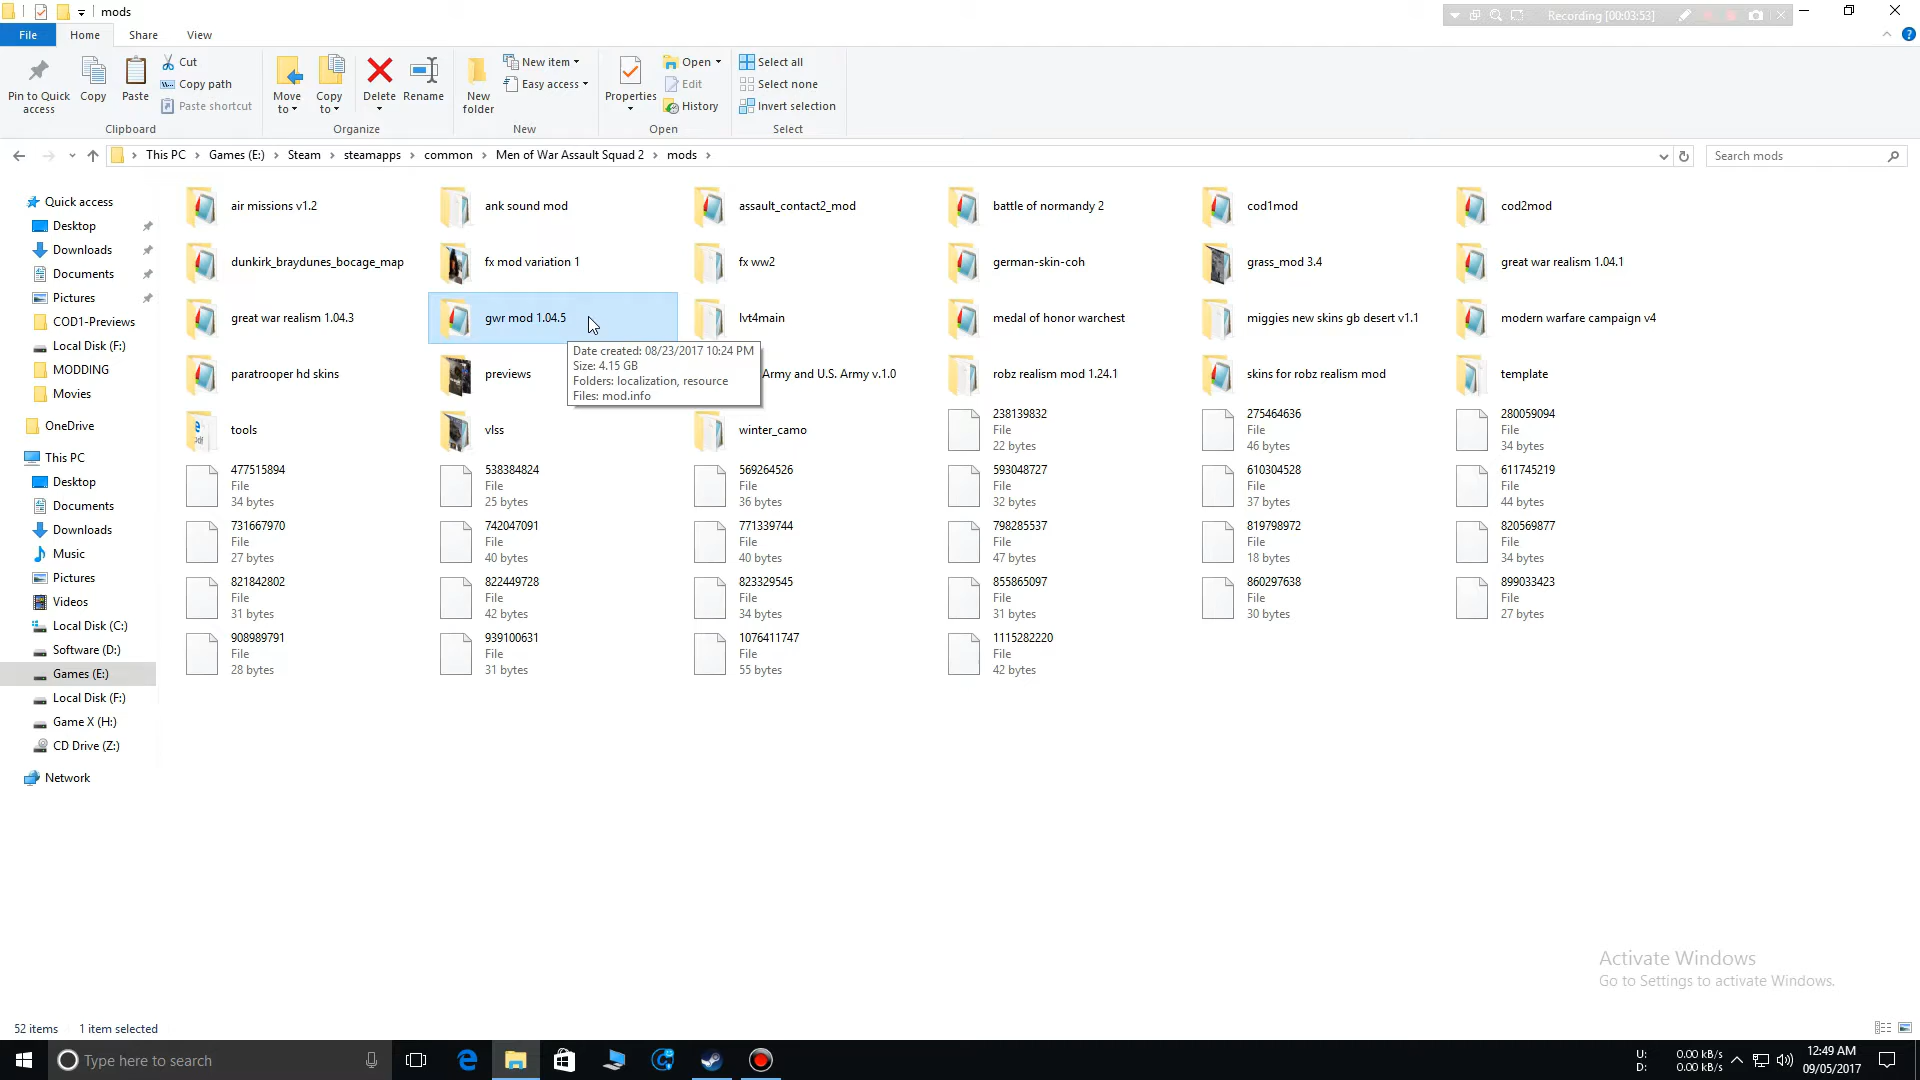 mods
Recording [00:03:53]
File
Home
Share
View
Pin to Quick access
Copy
Paste
Cut
Copy path
Paste shortcut
Clipboard
Move to
Copy to
Delete
Rename
Organize
New folder
New item
Easy access
New
Properties
Open
Edit
History
Open
Select all
Select none
Invert selection
Select
This PC > Games (E:) > Steam > steamapps > common > Men of War Assault Squad 2 > mods >
Search mods
Quick access
Desktop
Downloads
Documents
Pictures
COD1-Previews
Local Disk (F:)
MODDING
Movies
OneDrive
This PC
Desktop
Documents
Downloads
Music
Pictures
Videos
Local Disk (C:)
Software (D:)
Games (E:)
Local Disk (F:)
Game X (H:)
CD Drive (Z:)
Network
air missions v1.2
ank sound mod
assault_contact2_mod
battle of normandy 2
cod1mod
cod2mod
dunkirk_braydunes_bocage_map
fx mod variation 1
fx ww2
german-skin-coh
grass_mod 3.4
great war realism 1.04.1
great war realism 1.04.3
gwr mod 1.04.5
lvt4main
medal of honor warchest
miggies new skins gb desert v1.1
modern warfare campaign v4
Date created: 08/23/2017 10:24 PM
Size: 4.15 GB
Folders: localization, resource
Files: mod.info
paratrooper hd skins
previews
Army and U.S. Army v.1.0
robz realism mod 1.24.1
skins for robz realism mod
template
tools
vlss
winter_camo
238139832
File
22 bytes
275464636
File
46 bytes
280059094
File
34 bytes
477515894
File
34 bytes
538384824
File
25 bytes
569264526
File
36 bytes
593048727
File
32 bytes
610304528
File
37 bytes
611745219
File
44 bytes
731667970
File
27 bytes
742047091
File
40 bytes
771339744
File
40 bytes
798285537
File
47 bytes
819798972
File
18 bytes
820569877
File
34 bytes
821842802
File
31 bytes
822449728
File
42 bytes
823329545
File
34 bytes
855865097
File
31 bytes
860297638
File
30 bytes
899033423
File
27 bytes
908989791
File
28 bytes
939100631
File
31 bytes
1076411747
File
55 bytes
1115282220
File
42 bytes
Activate Windows
Go to Settings to activate Windows.
52 items
1 item selected
Type here to search
U: 0.00 kB/s
D: 0.00 kB/s
12:49 AM
09/05/2017